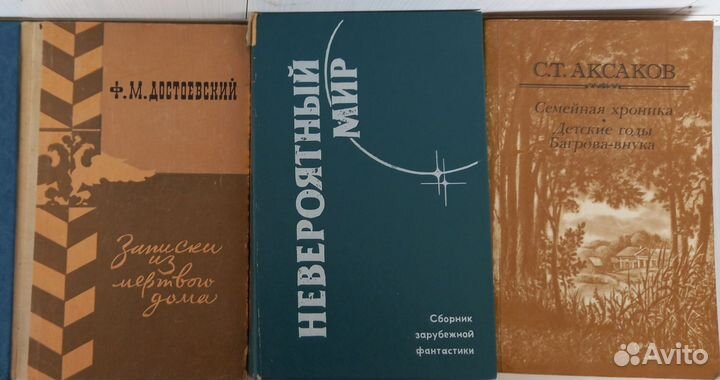 Ф.М.ДОСТОЕВСКИЙ
Записки
из
мертвого
дома
НЕВЕРОЯТНЫЙ
МИР
Сборник
зарубежной
фантастики
С.Т. АКСАКОВ
Семейная хроника
Детские годы
Багрова-внука
Avito